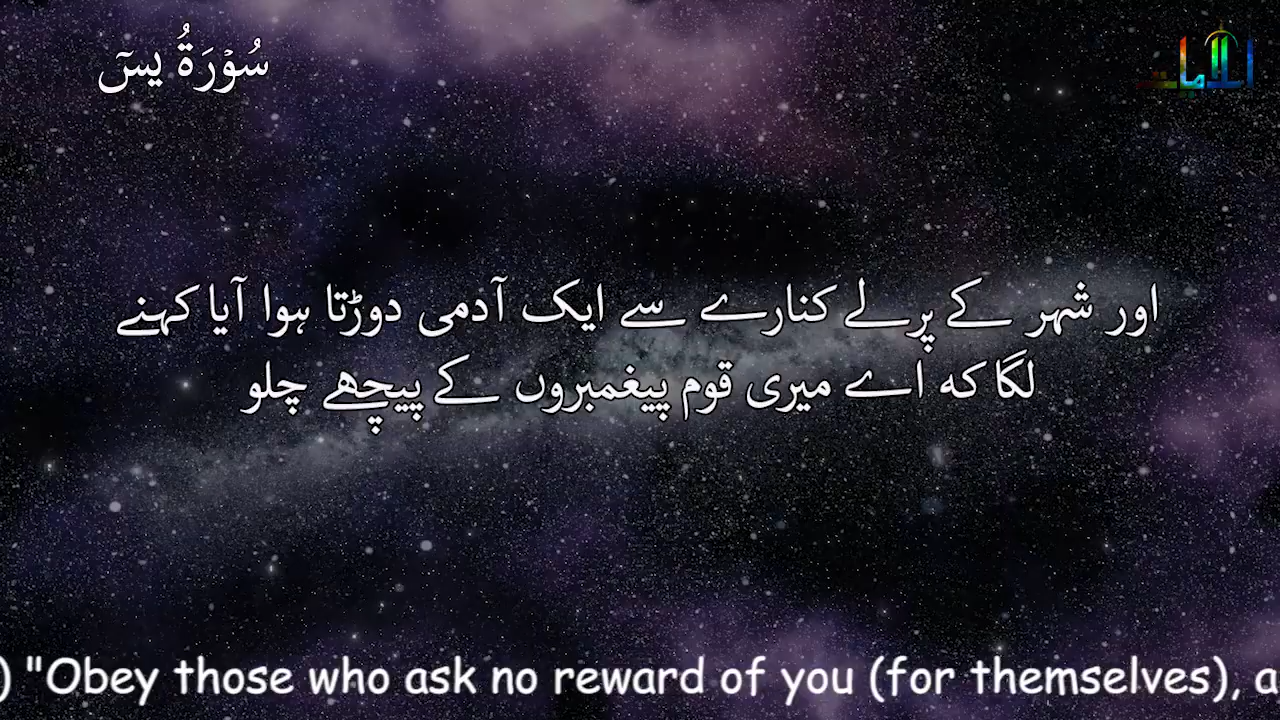 سُوۡرَةُ يسٓ
اور شہر کے پرلے کنارے سے ایک آدمی دوڑتا ہوا آیا کہنے
لگا کہ اے میری قوم پیغمبروں کے پیچھے چلو
) "Obey those who ask no reward of you (for themselves), a